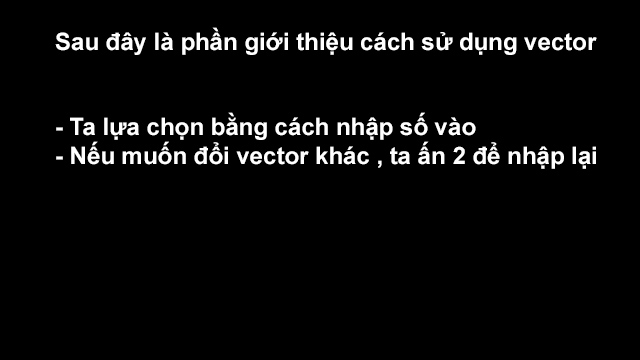 Sau đây là phần giới thiệu cách sử dụng vector
- Ta lựa chọn bằng cách nhập số vào
- Nếu muốn đổi vector khác , ta ấn 2 để nhập lại